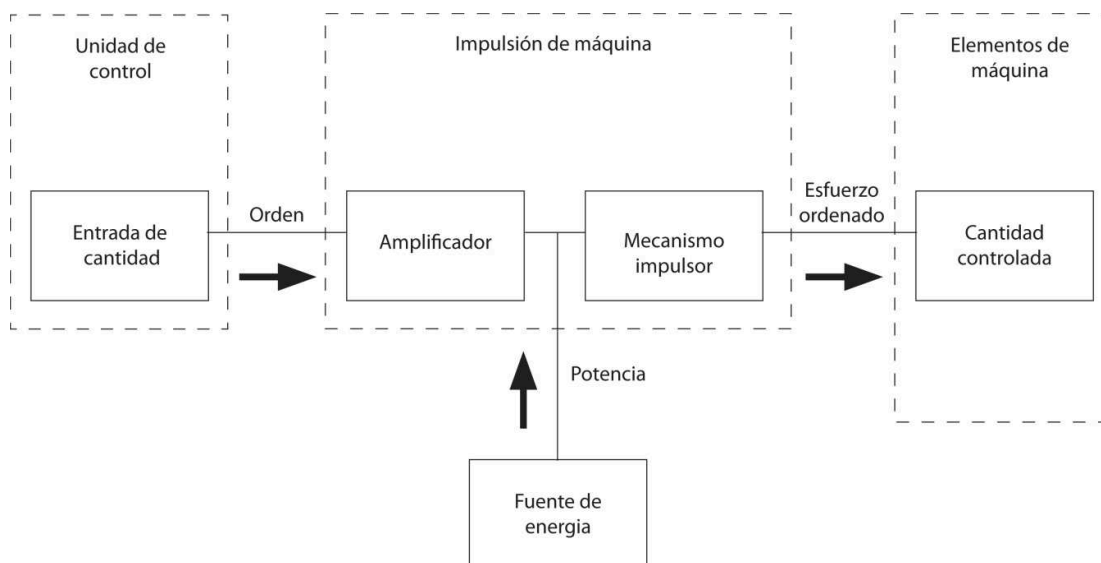 Unidad de
control
Impulsión de máquina
Elementos de
máquina
Entrada de
cantidad
Orden
Amplificador
Mecanismo
impulsor
Esfuerzo
ordenado
Cantidad
controlada
Potencia
Fuente de
energia